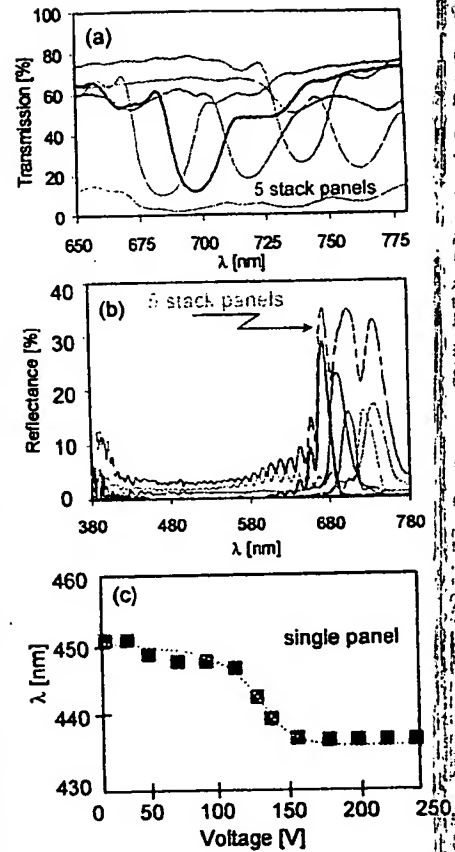 (a)
Transmission [%]
100
80
60
40
20
0
5 stack panels
650 675 700 725 750 775
λ [nm]
(b)
5 stack panels
Reflectance [%]
40
30
20
10
0
380 480 580 680 780
λ [nm]
(c)
single panel
λ [nm]
460
450
440
430
0 50 100 150 200 250
Voltage [V]